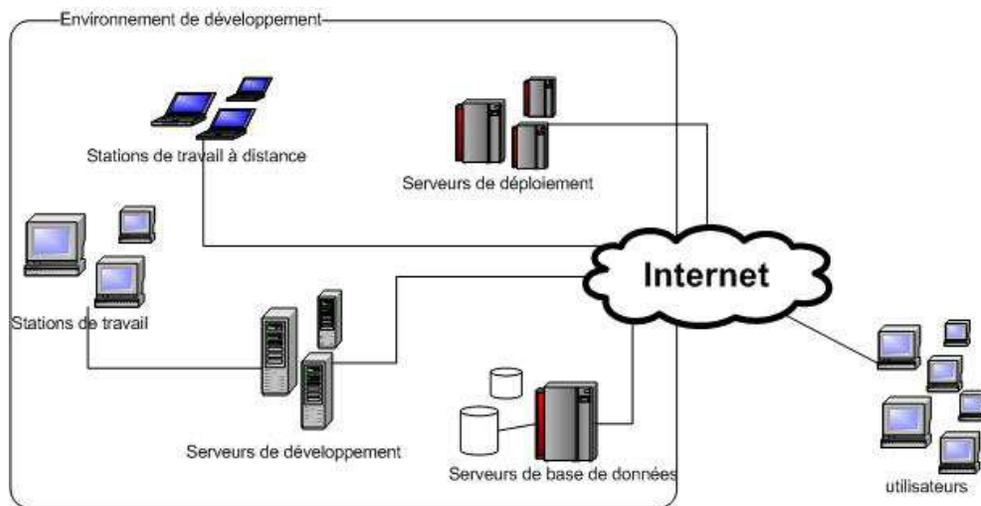 Environnement de développement
Stations de travail à distance
Serveurs de déploiement
Internet
Stations de travail
Serveurs de développement
Serveurs de base de données
utilisateurs